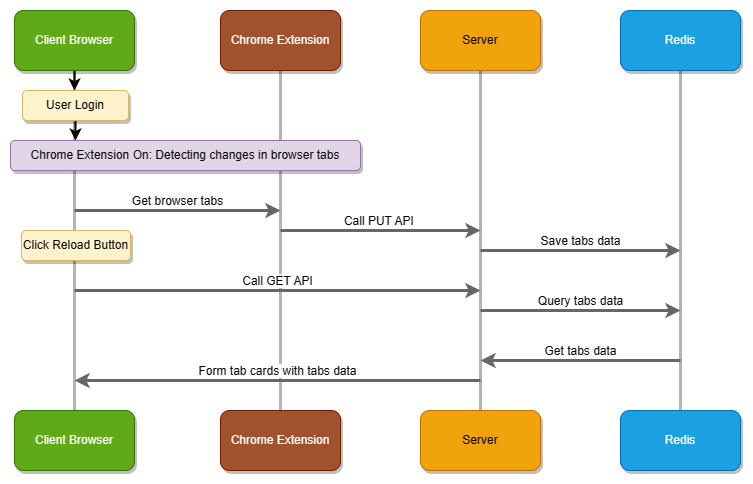 Client Browser
Chrome Extension
Server
Redis
User Login
Chrome Extension On: Detecting changes in browser tabs
Get browser tabs
Call PUT API
Click Reload Button
Save tabs data
Call GET API
Query tabs data
Get tabs data
Form tab cards with tabs data
Client Browser
Chrome Extension
Server
Redis